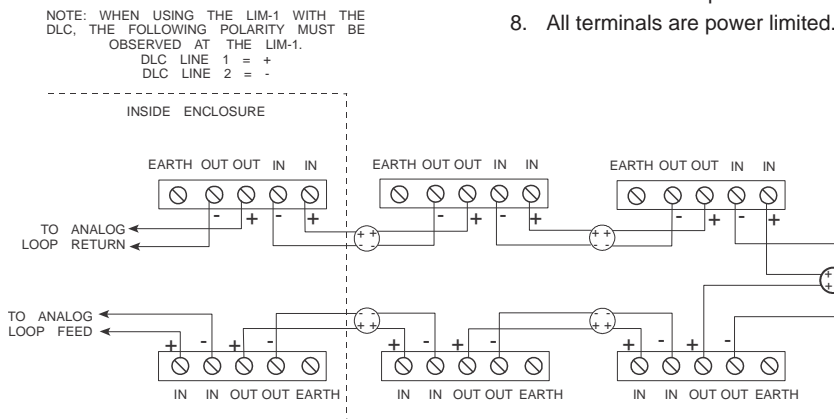 NOTE: WHEN USING THE LIM-1 WITH THE
DLC, THE FOLLOWING POLARITY MUST BE
OBSERVED AT THE LIM-1.
DLC LINE 1 = +
DLC LINE 2 = -
8. All terminals are power limited.
INSIDE ENCLOSURE
EARTH OUT OUT IN IN
EARTH OUT OUT IN IN
EARTH OUT OUT IN IN
- + - +
- + - +
- + - +
TO ANALOG
LOOP RETURN
+ +
- -
+ +
- -
+
+
TO ANALOG
LOOP FEED
- -
+ +
- -
+ +
+ - + -
+ - + -
+ - + -
IN IN OUT OUT EARTH
IN IN OUT OUT EARTH
IN IN OUT OUT EARTH